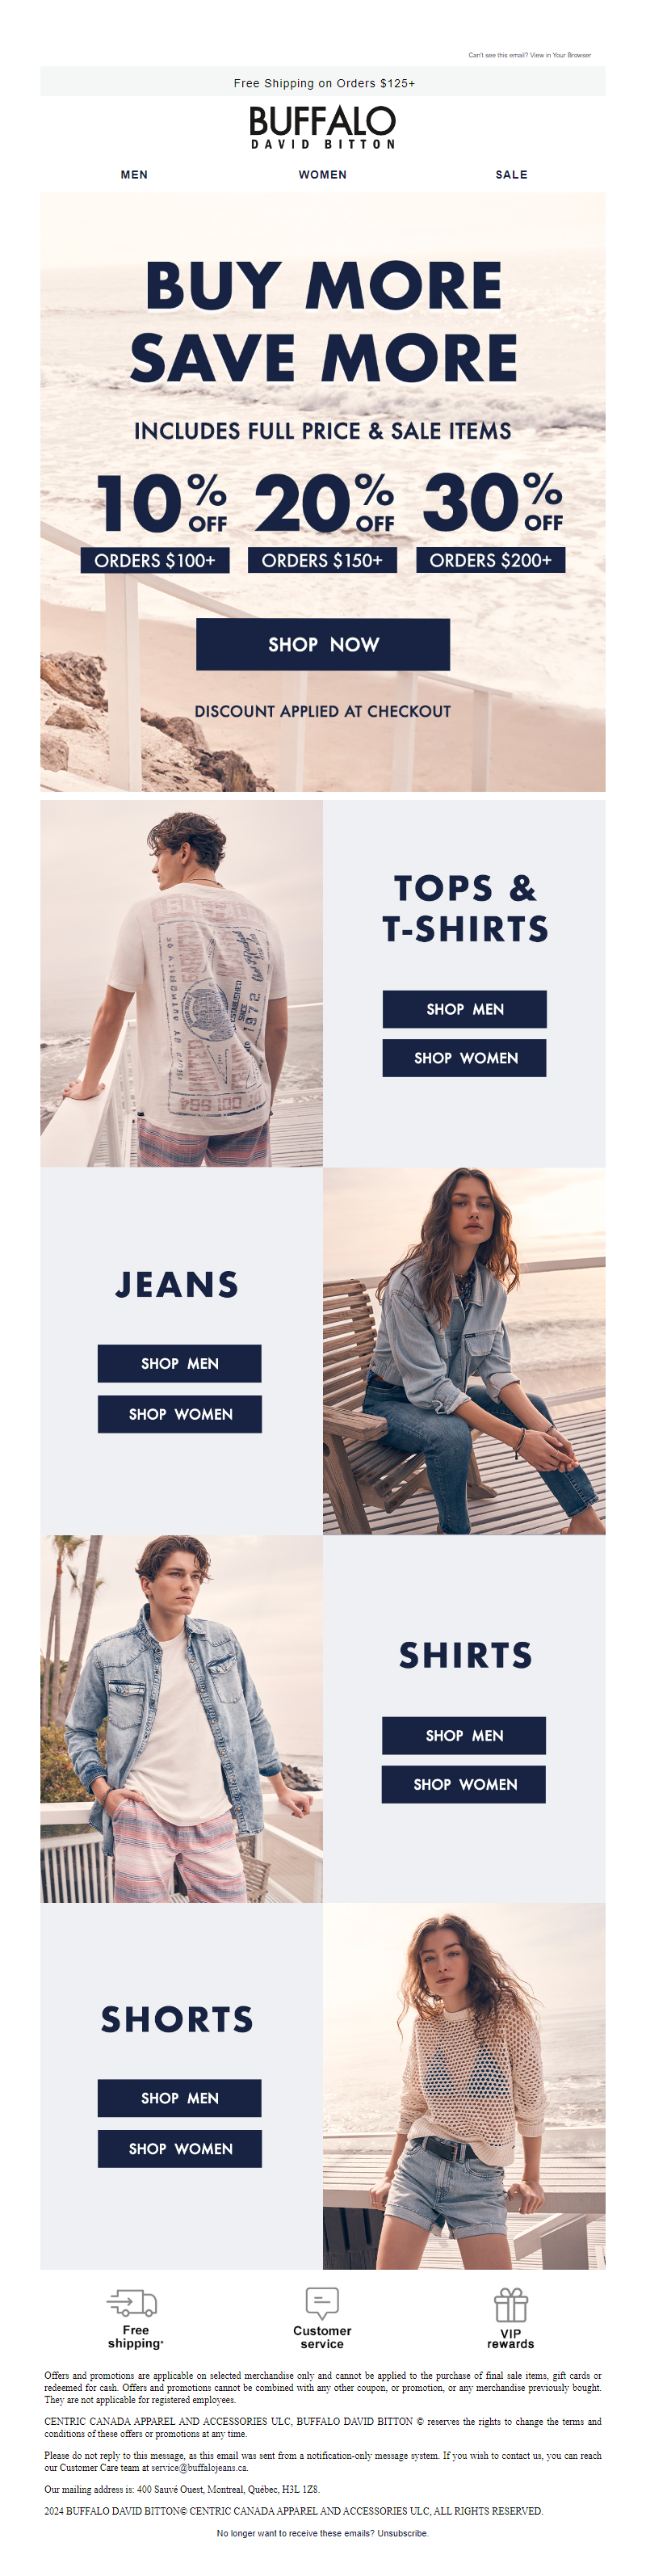 Can't see this email? View in Your Browser
Free Shipping on Orders $125+
BUFFALO
DAVID BITTON
MEN WOMEN SALE
BUY MORE
SAVE MORE
INCLUDES FULL PRICE & SALE ITEMS
10% OFF 20% OFF 30% OFF
ORDERS $100+ ORDERS $150+ ORDERS $200+
SHOP NOW
DISCOUNT APPLIED AT CHECKOUT
TOPS &
T-SHIRTS
SHOP MEN
SHOP WOMEN
ESTABLISHED
SINCE
1972
JEANS
SHOP MEN
SHOP WOMEN
SHIRTS
SHOP MEN
SHOP WOMEN
SHORTS
SHOP MEN
SHOP WOMEN
Free
shipping*
Customer
service
VIP
rewards
Offers and promotions are applicable on selected merchandise only and cannot be applied to the purchase of final sale items, gift cards or
redeemed for cash. Offers and promotions cannot be combined with any other coupon, or promotion, or any merchandise previously bought.
They are not applicable for registered employees.
CENTRIC CANADA APPAREL AND ACCESSORIES ULC, BUFFALO DAVID BITTON © reserves the rights to change the terms and
conditions of these offers or promotions at any time.
Please do not reply to this message, as this email was sent from a notification-only message system. If you wish to contact us, you can reach
our Customer Care team at service@buffalojeans.ca.
Our mailing address is: 400 Sauvé Ouest, Montreal, Québec, H3L 1Z8.
2024 BUFFALO DAVID BITTON© CENTRIC CANADA APPAREL AND ACCESSORIES ULC, ALL RIGHTS RESERVED.
No longer want to receive these emails? Unsubscribe.